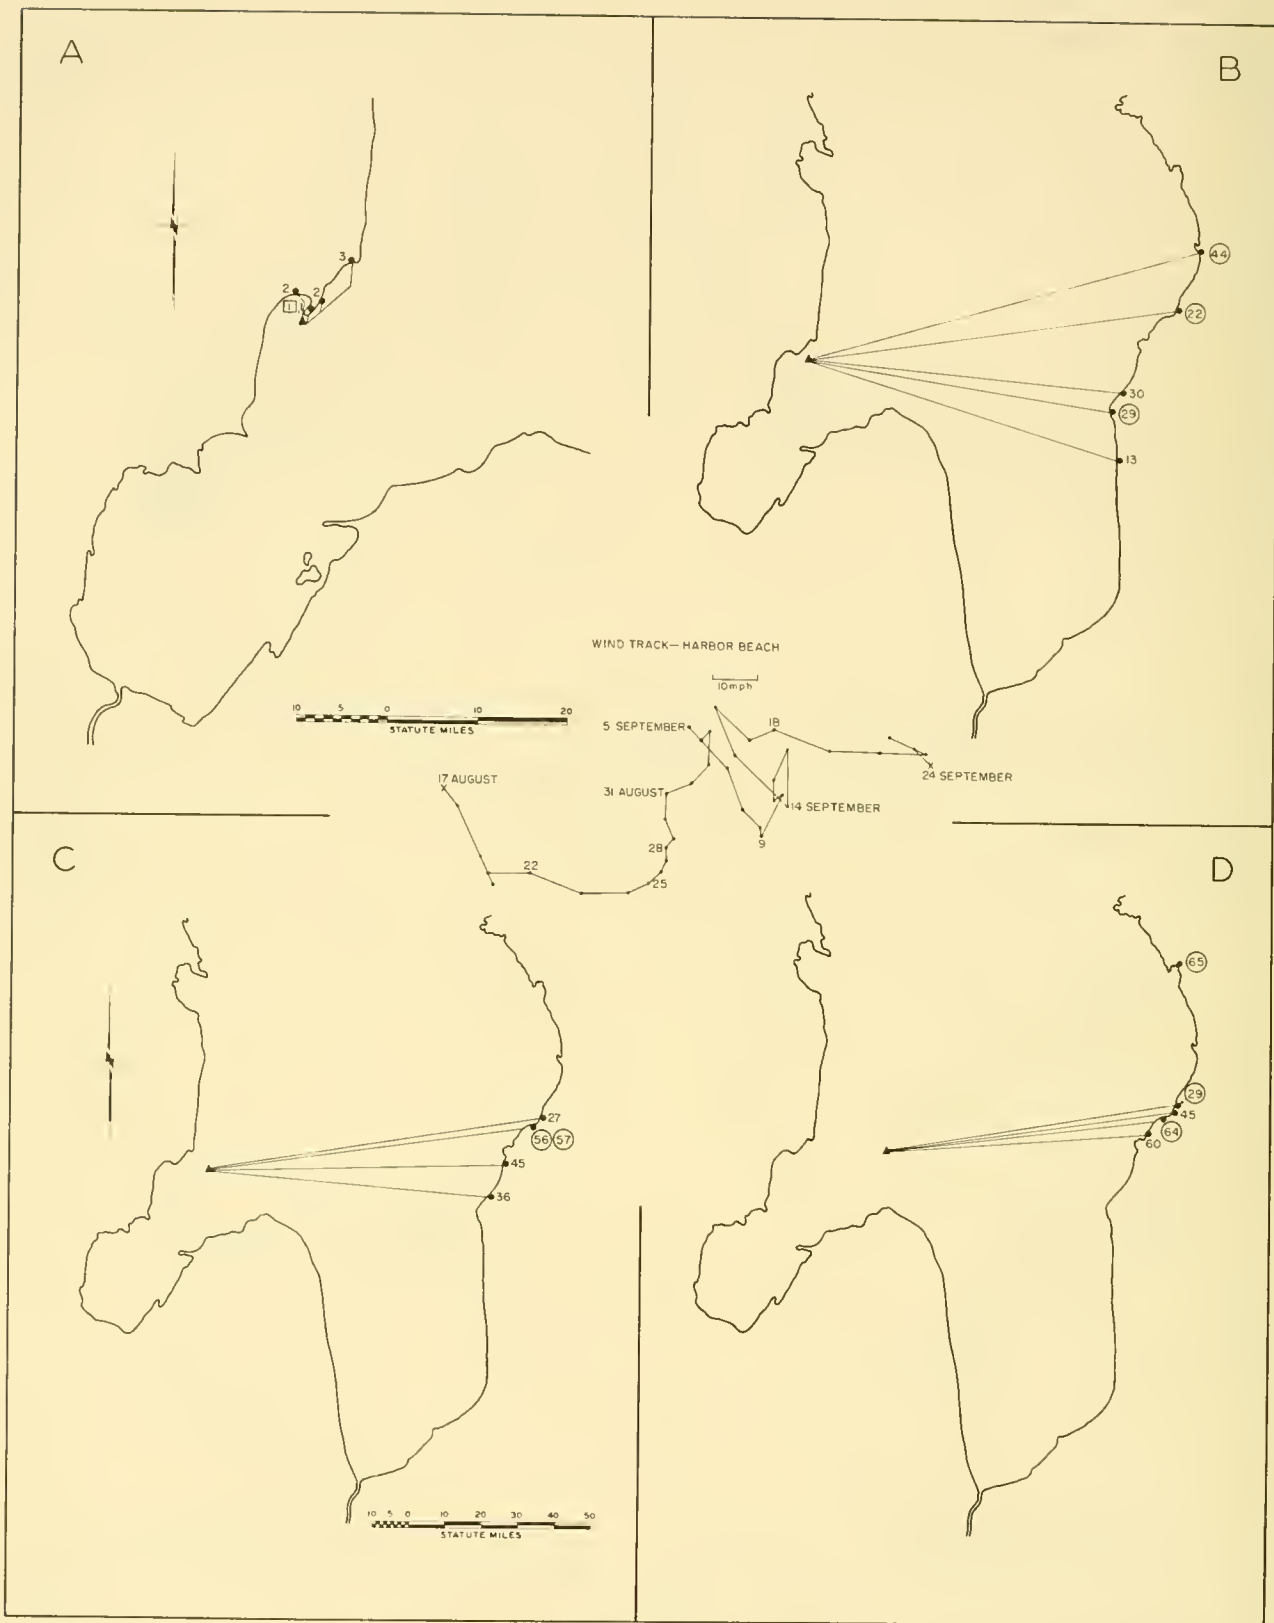 A
B
3
2
2
1
44
22
30
29
13
WIND TRACK—HARBOR BEACH
10mph
10 5 0 10 20
STATUTE MILES
5 SEPTEMBER
18
24 SEPTEMBER
17 AUGUST
31 AUGUST
14 SEPTEMBER
9
28
22
25
C
D
65
27
56 57
45
36
29
45
64
60
10 5 0 10 20 30 40 50
STATUTE MILES